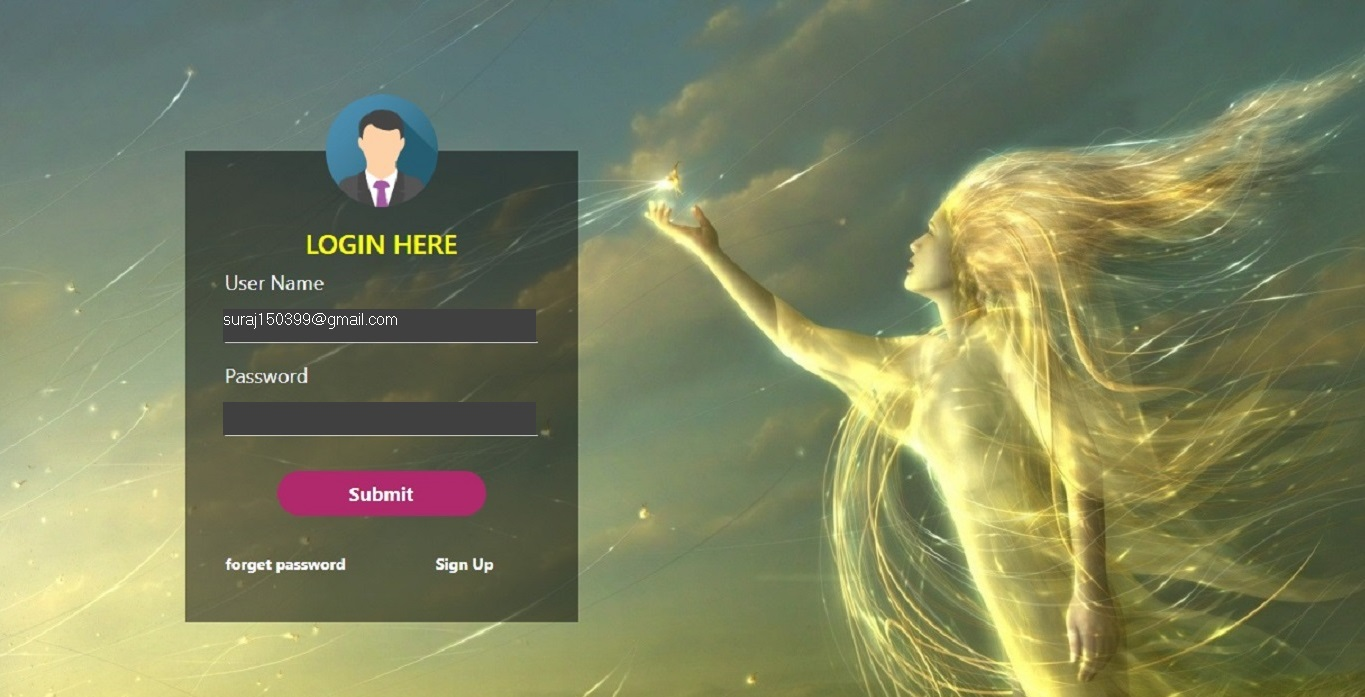 LOGIN HERE
User Name
suraj150399@gmail.com
Password
Submit
forget password Sign Up